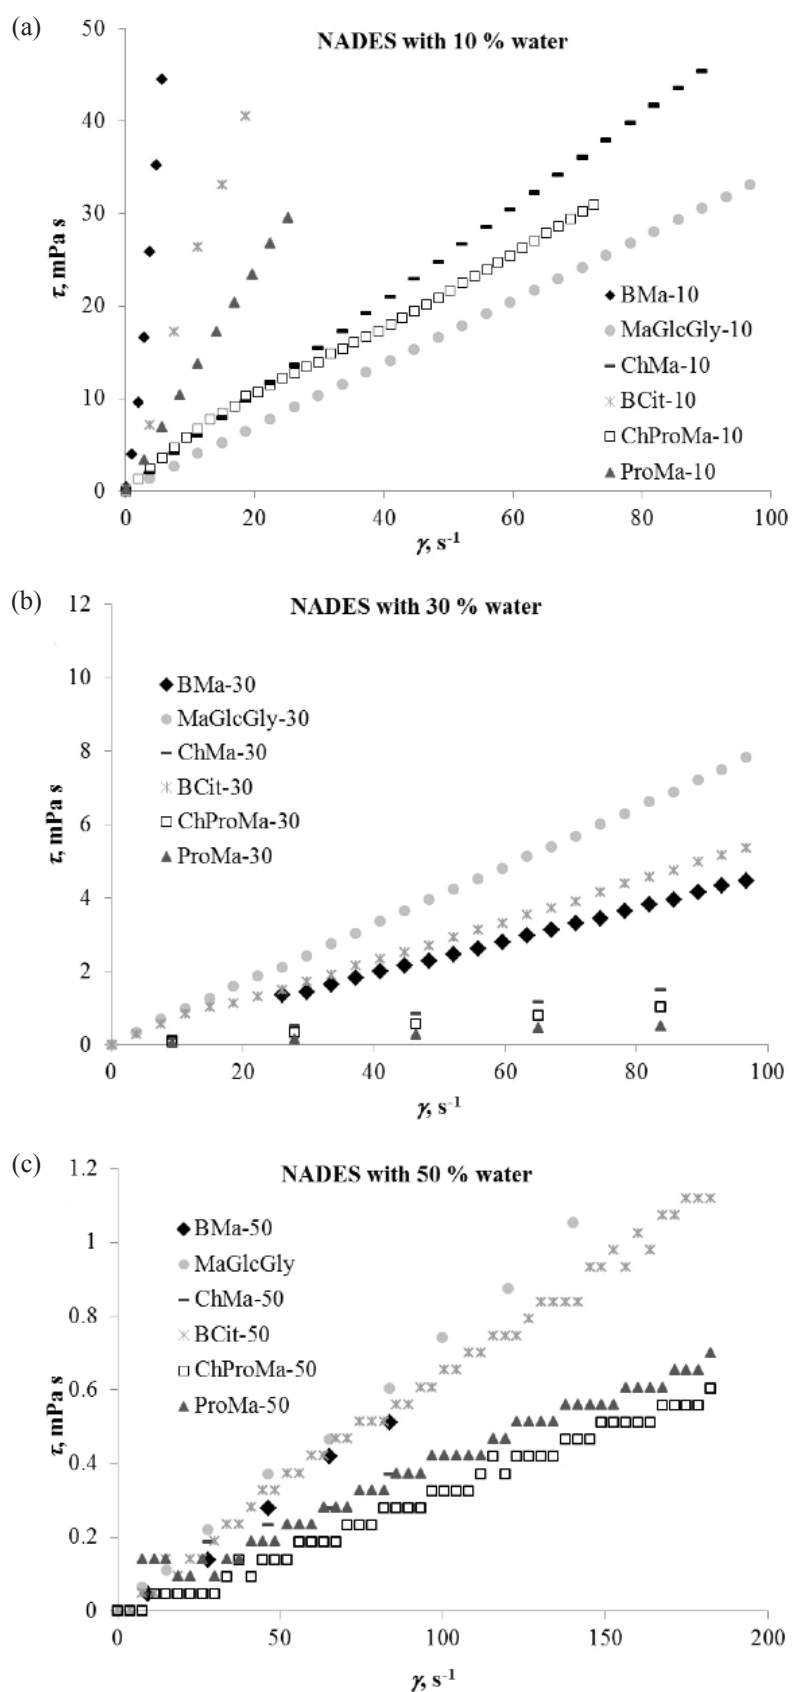 (a)
NADES with 10 % water
50
40
30
20
10
0
τ, mPa s
BMa-10
MaGlcGly-10
ChMa-10
BCit-10
ChProMa-10
ProMa-10
0 20 40 60 80 100
γ, s-1
(b)
NADES with 30 % water
12
10
8
6
4
2
0
τ, mPa s
BMa-30
MaGlcGly-30
ChMa-30
BCit-30
ChProMa-30
ProMa-30
0 20 40 60 80 100
γ, s-1
(c)
NADES with 50 % water
1.2
1
0.8
0.6
0.4
0.2
0
τ, mPa s
BMa-50
MaGlcGly
ChMa-50
BCit-50
ChProMa-50
ProMa-50
0 50 100 150 200
γ, s-1